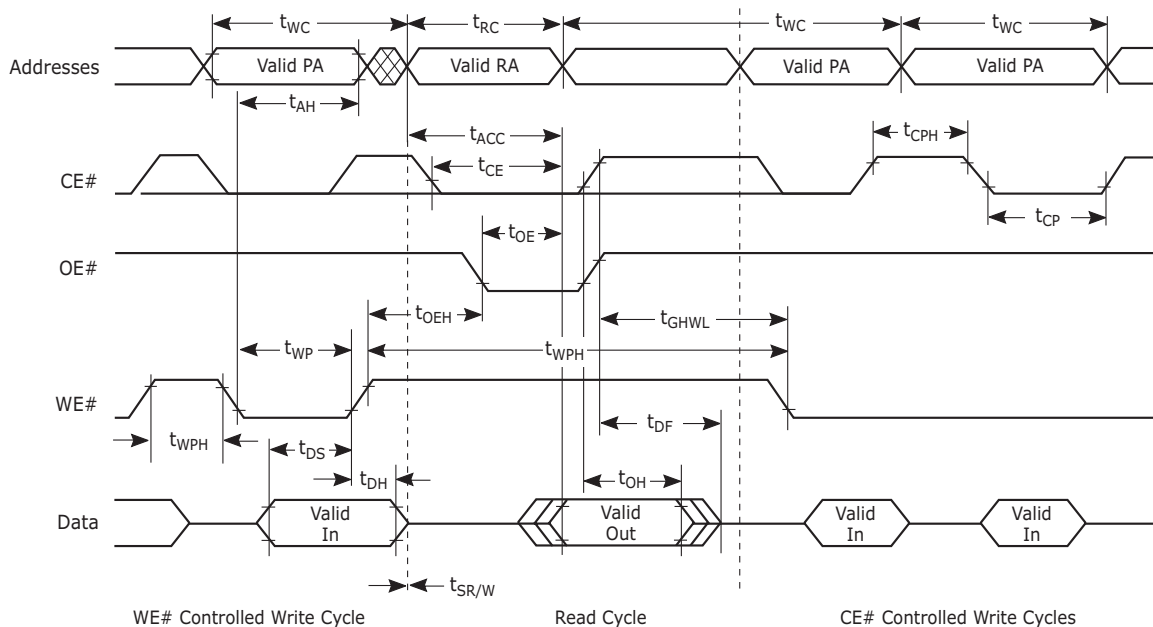 tWC tRC tWC tWC
Addresses Valid PA Valid RA Valid PA Valid PA
tAH
tACC tCPH
tCE
CE#
tCP
tOE
OE#
tOEH tGHWL
tWP tWPH
WE#
tDF
tWPH tDS
tDH tOH
Data Valid In Valid Out Valid In Valid In
tSR/W
WE# Controlled Write Cycle Read Cycle CE# Controlled Write Cycles